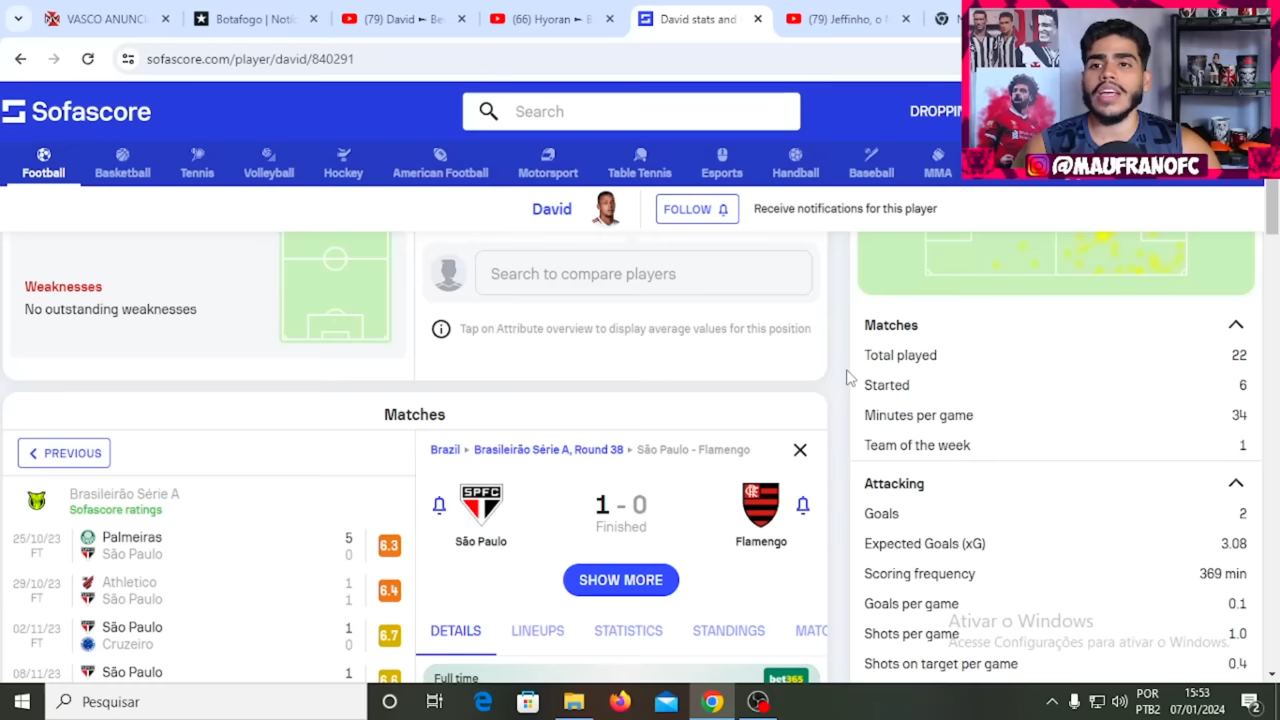 VASCO ANUNCI
Botafogo | Notíc
(79) David ► Be
(66) Hyoran ► B
David stats and
(79) Jeffinho, o
sofascore.com/player/david/840291
@MAUFRANOFC
Sofascore
Search
DROPPIN
Football
Basketball
Tennis
Volleyball
Hockey
American Football
Motorsport
Table Tennis
Esports
Handball
Baseball
MMA
David
FOLLOW
Receive notifications for this player
Weaknesses
No outstanding weaknesses
Search to compare players
Tap on Attribute overview to display average values for this position
Matches
PREVIOUS
Brasileirão Série A
Sofascore ratings
25/10/23 Palmeiras 5
FT São Paulo 0
6.3
29/10/23 Athletico 1
FT São Paulo 1
6.4
02/11/23 São Paulo 1
FT Cruzeiro 0
6.7
08/11/23 São Paulo 1
6.6
Brazil ▸ Brasileirão Série A, Round 38 ▸ São Paulo - Flamengo
SPFC
1 - 0
Finished
São Paulo
Flamengo
SHOW MORE
DETAILS
LINEUPS
STATISTICS
STANDINGS
MATC
Full time
bet365
Matches
Total played 22
Started 6
Minutes per game 34
Team of the week 1
Attacking
Goals 2
Expected Goals (xG) 3.08
Scoring frequency 369 min
Goals per game 0.1
Shots per game 1.0
Shots on target per game 0.4
Ativar o Windows
Acesse Configurações para ativar o Windows.
Pesquisar
POR
PTB2
15:53
07/01/2024
2